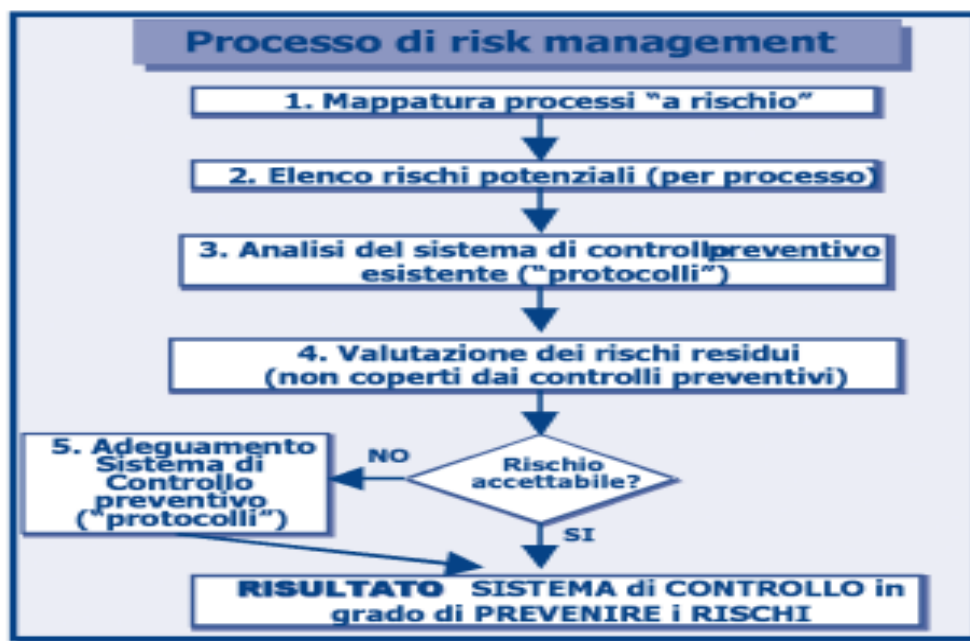 Processo di risk management
1. Mappatura processi “a rischio”
2. Elenco rischi potenziali (per processo)
3. Analisi del sistema di controllo preventivo
esistente (“protocolli”)
4. Valutazione dei rischi residui
(non coperti dai controlli preventivi)
5. Adeguamento
Sistema di
Controllo
preventivo
(“protocolli”)
NO
Rischio
accettabile?
SI
RISULTATO SISTEMA di CONTROLLO in
grado di PREVENIRE i RISCHI